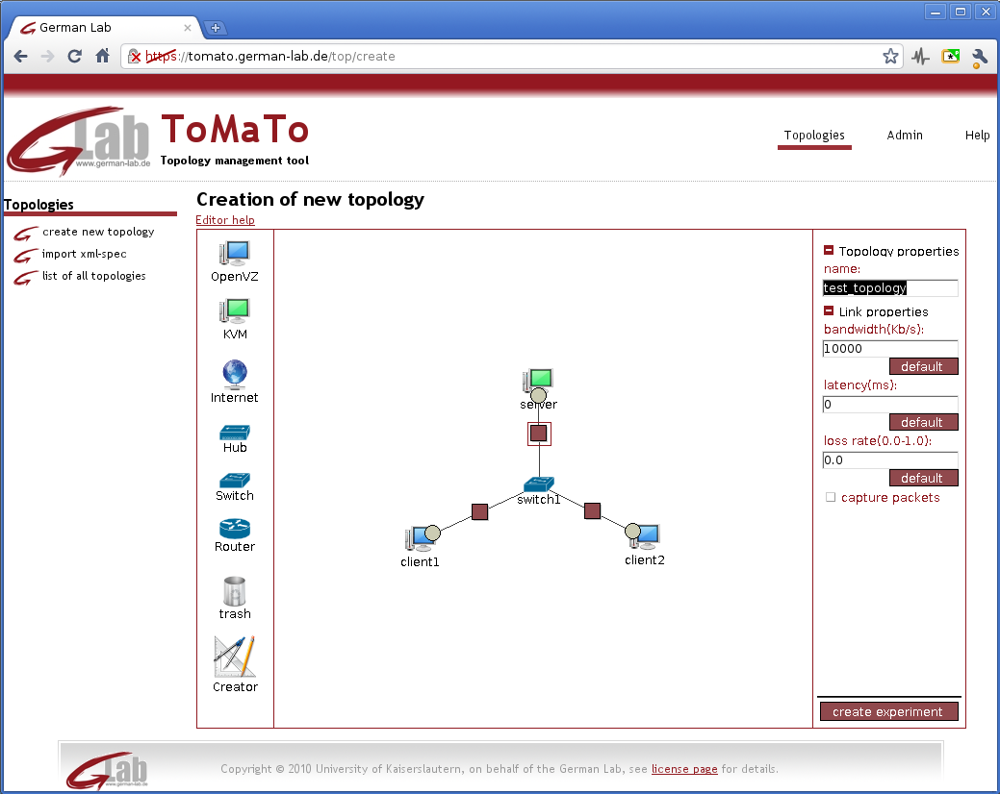 German Lab
https://tomato.german-lab.de/top/create
Lab
www.german-lab.de
ToMaTo
Topology management tool
Topologies
Admin
Help
Topologies
create new topology
import xml-spec
list of all topologies
Creation of new topology
Editor help
OpenVZ
KVM
Internet
Hub
Switch
Router
trash
Creator
server
switch1
client1
client2
Topology properties
name:
test_topology
Link properties
bandwidth(Kb/s):
10000
default
latency(ms):
0
default
loss rate(0.0-1.0):
0.0
default
capture packets
create experiment
Lab
www.german-lab.de
Copyright © 2010 University of Kaiserslautern, on behalf of the German Lab, see license page for details.